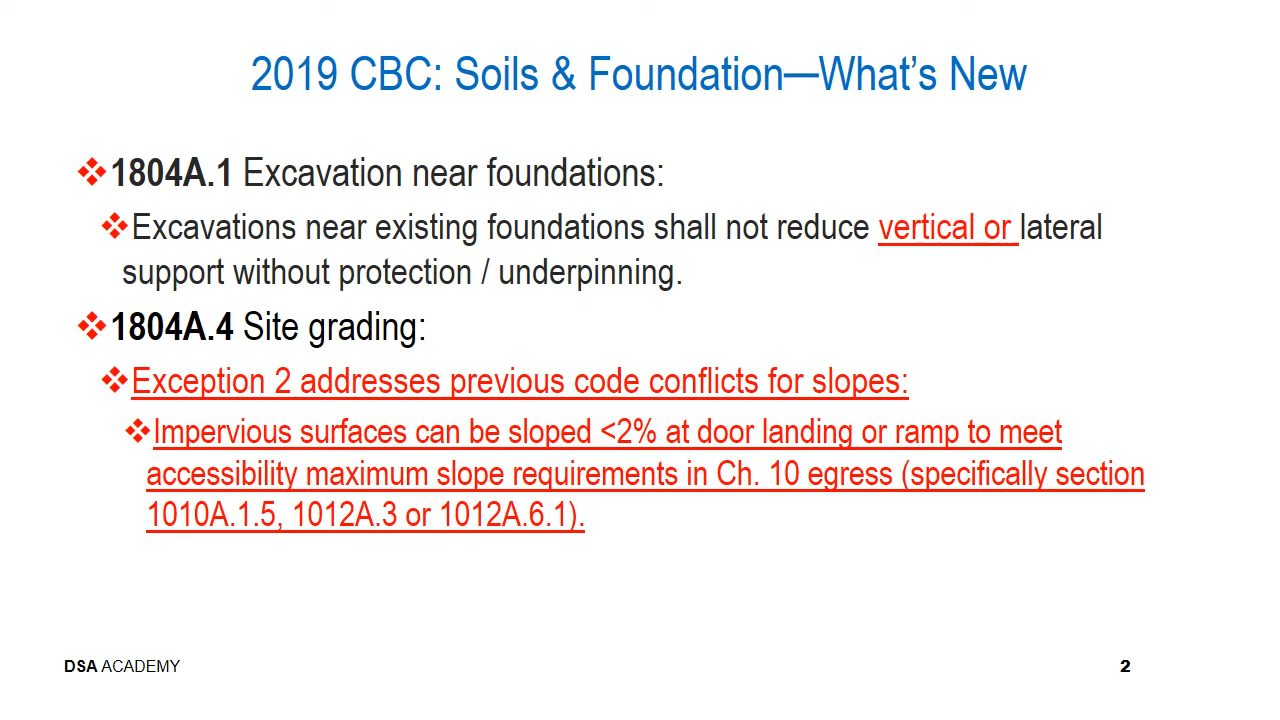 2019 CBC: Soils & Foundation—What's New
❖1804A.1 Excavation near foundations:
❖Excavations near existing foundations shall not reduce vertical or lateral
support without protection / underpinning.
❖1804A.4 Site grading:
❖Exception 2 addresses previous code conflicts for slopes:
❖Impervious surfaces can be sloped <2% at door landing or ramp to meet
accessibility maximum slope requirements in Ch. 10 egress (specifically section
1010A.1.5, 1012A.3 or 1012A.6.1).
DSA ACADEMY
2